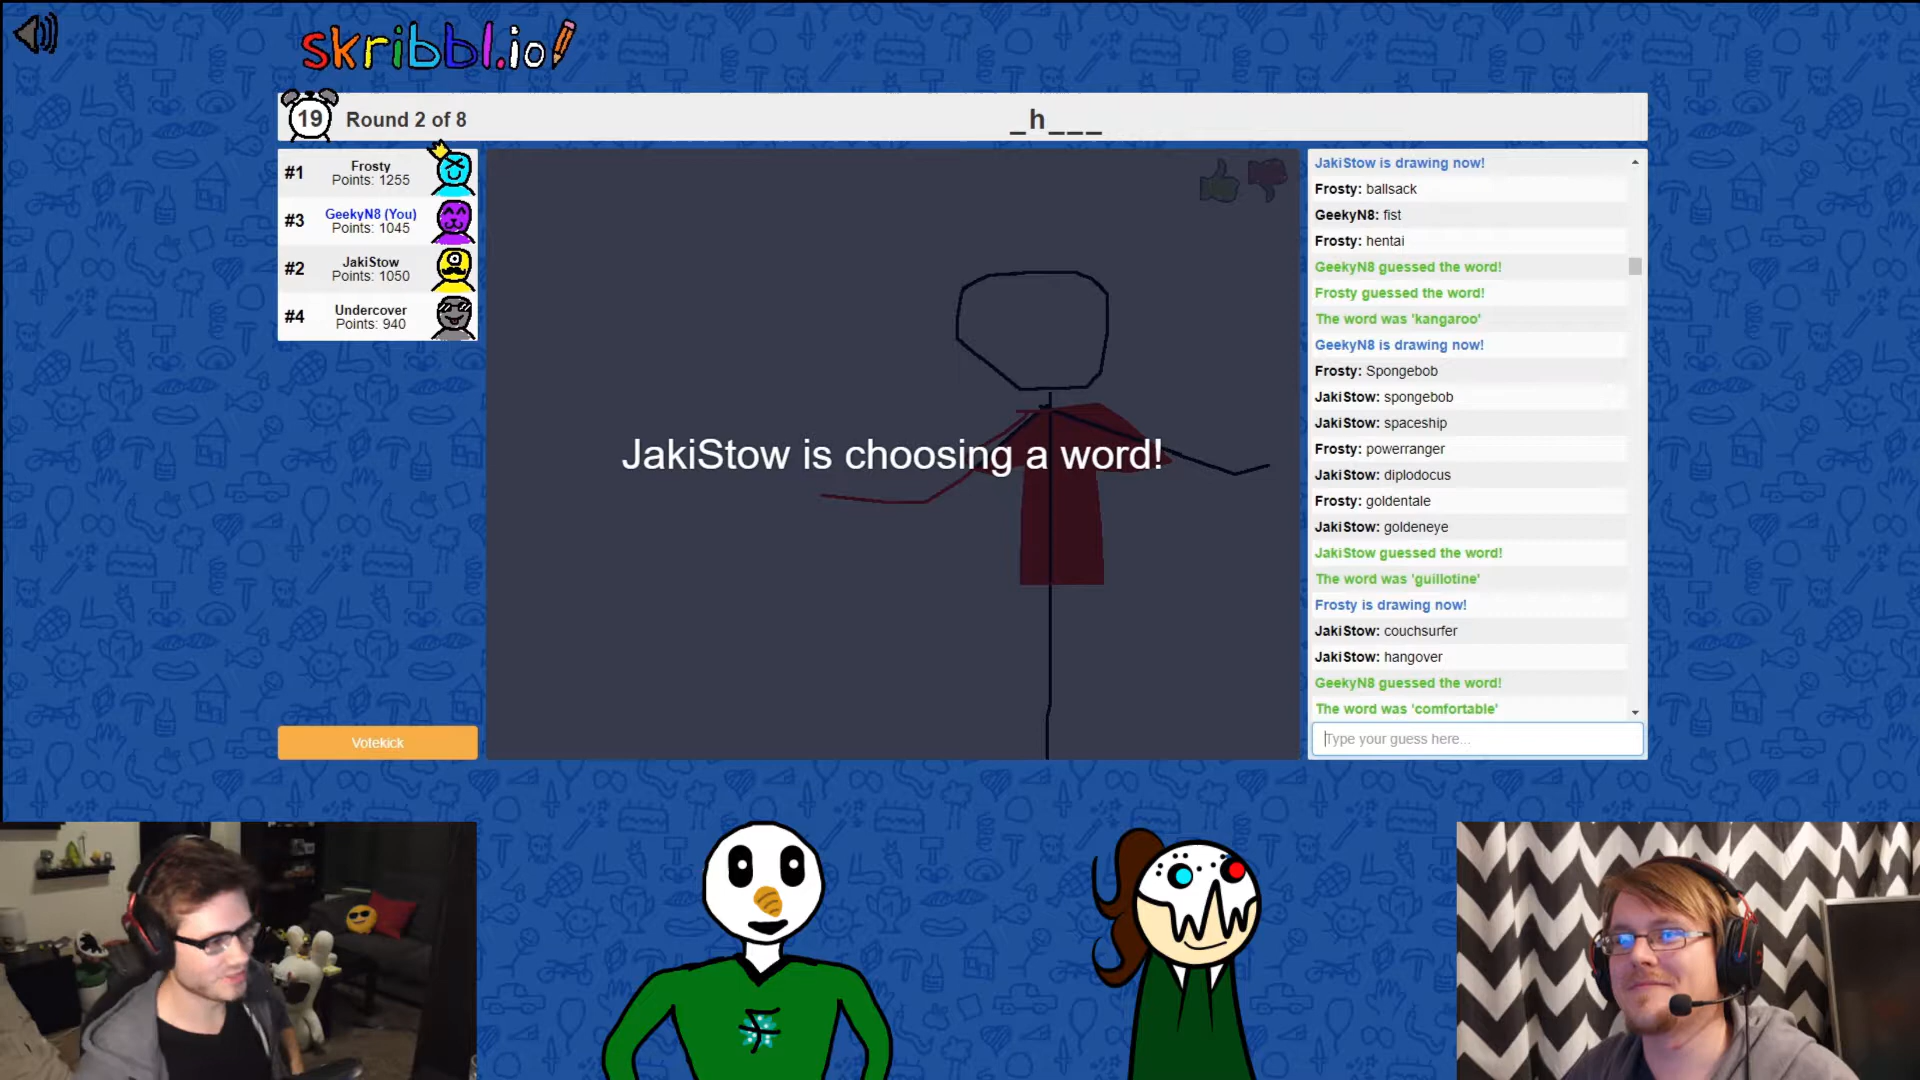 skribbl.io
19
Round 2 of 8
_h___
#1
Frosty
Points: 1255
#3
GeekyN8 (You)
Points: 1045
#2
JakiStow
Points: 1050
#4
Undercover
Points: 940
Votekick
JakiStow is choosing a word!
JakiStow is drawing now!
Frosty: ballsack
GeekyN8: fist
Frosty: hentai
GeekyN8 guessed the word!
Frosty guessed the word!
The word was 'kangaroo'
GeekyN8 is drawing now!
Frosty: Spongebob
JakiStow: spongebob
JakiStow: spaceship
Frosty: powerranger
JakiStow: diplodocus
Frosty: goldentale
JakiStow: goldeneye
JakiStow guessed the word!
The word was 'guillotine'
Frosty is drawing now!
JakiStow: couchsurfer
JakiStow: hangover
GeekyN8 guessed the word!
The word was 'comfortable'
Type your guess here...